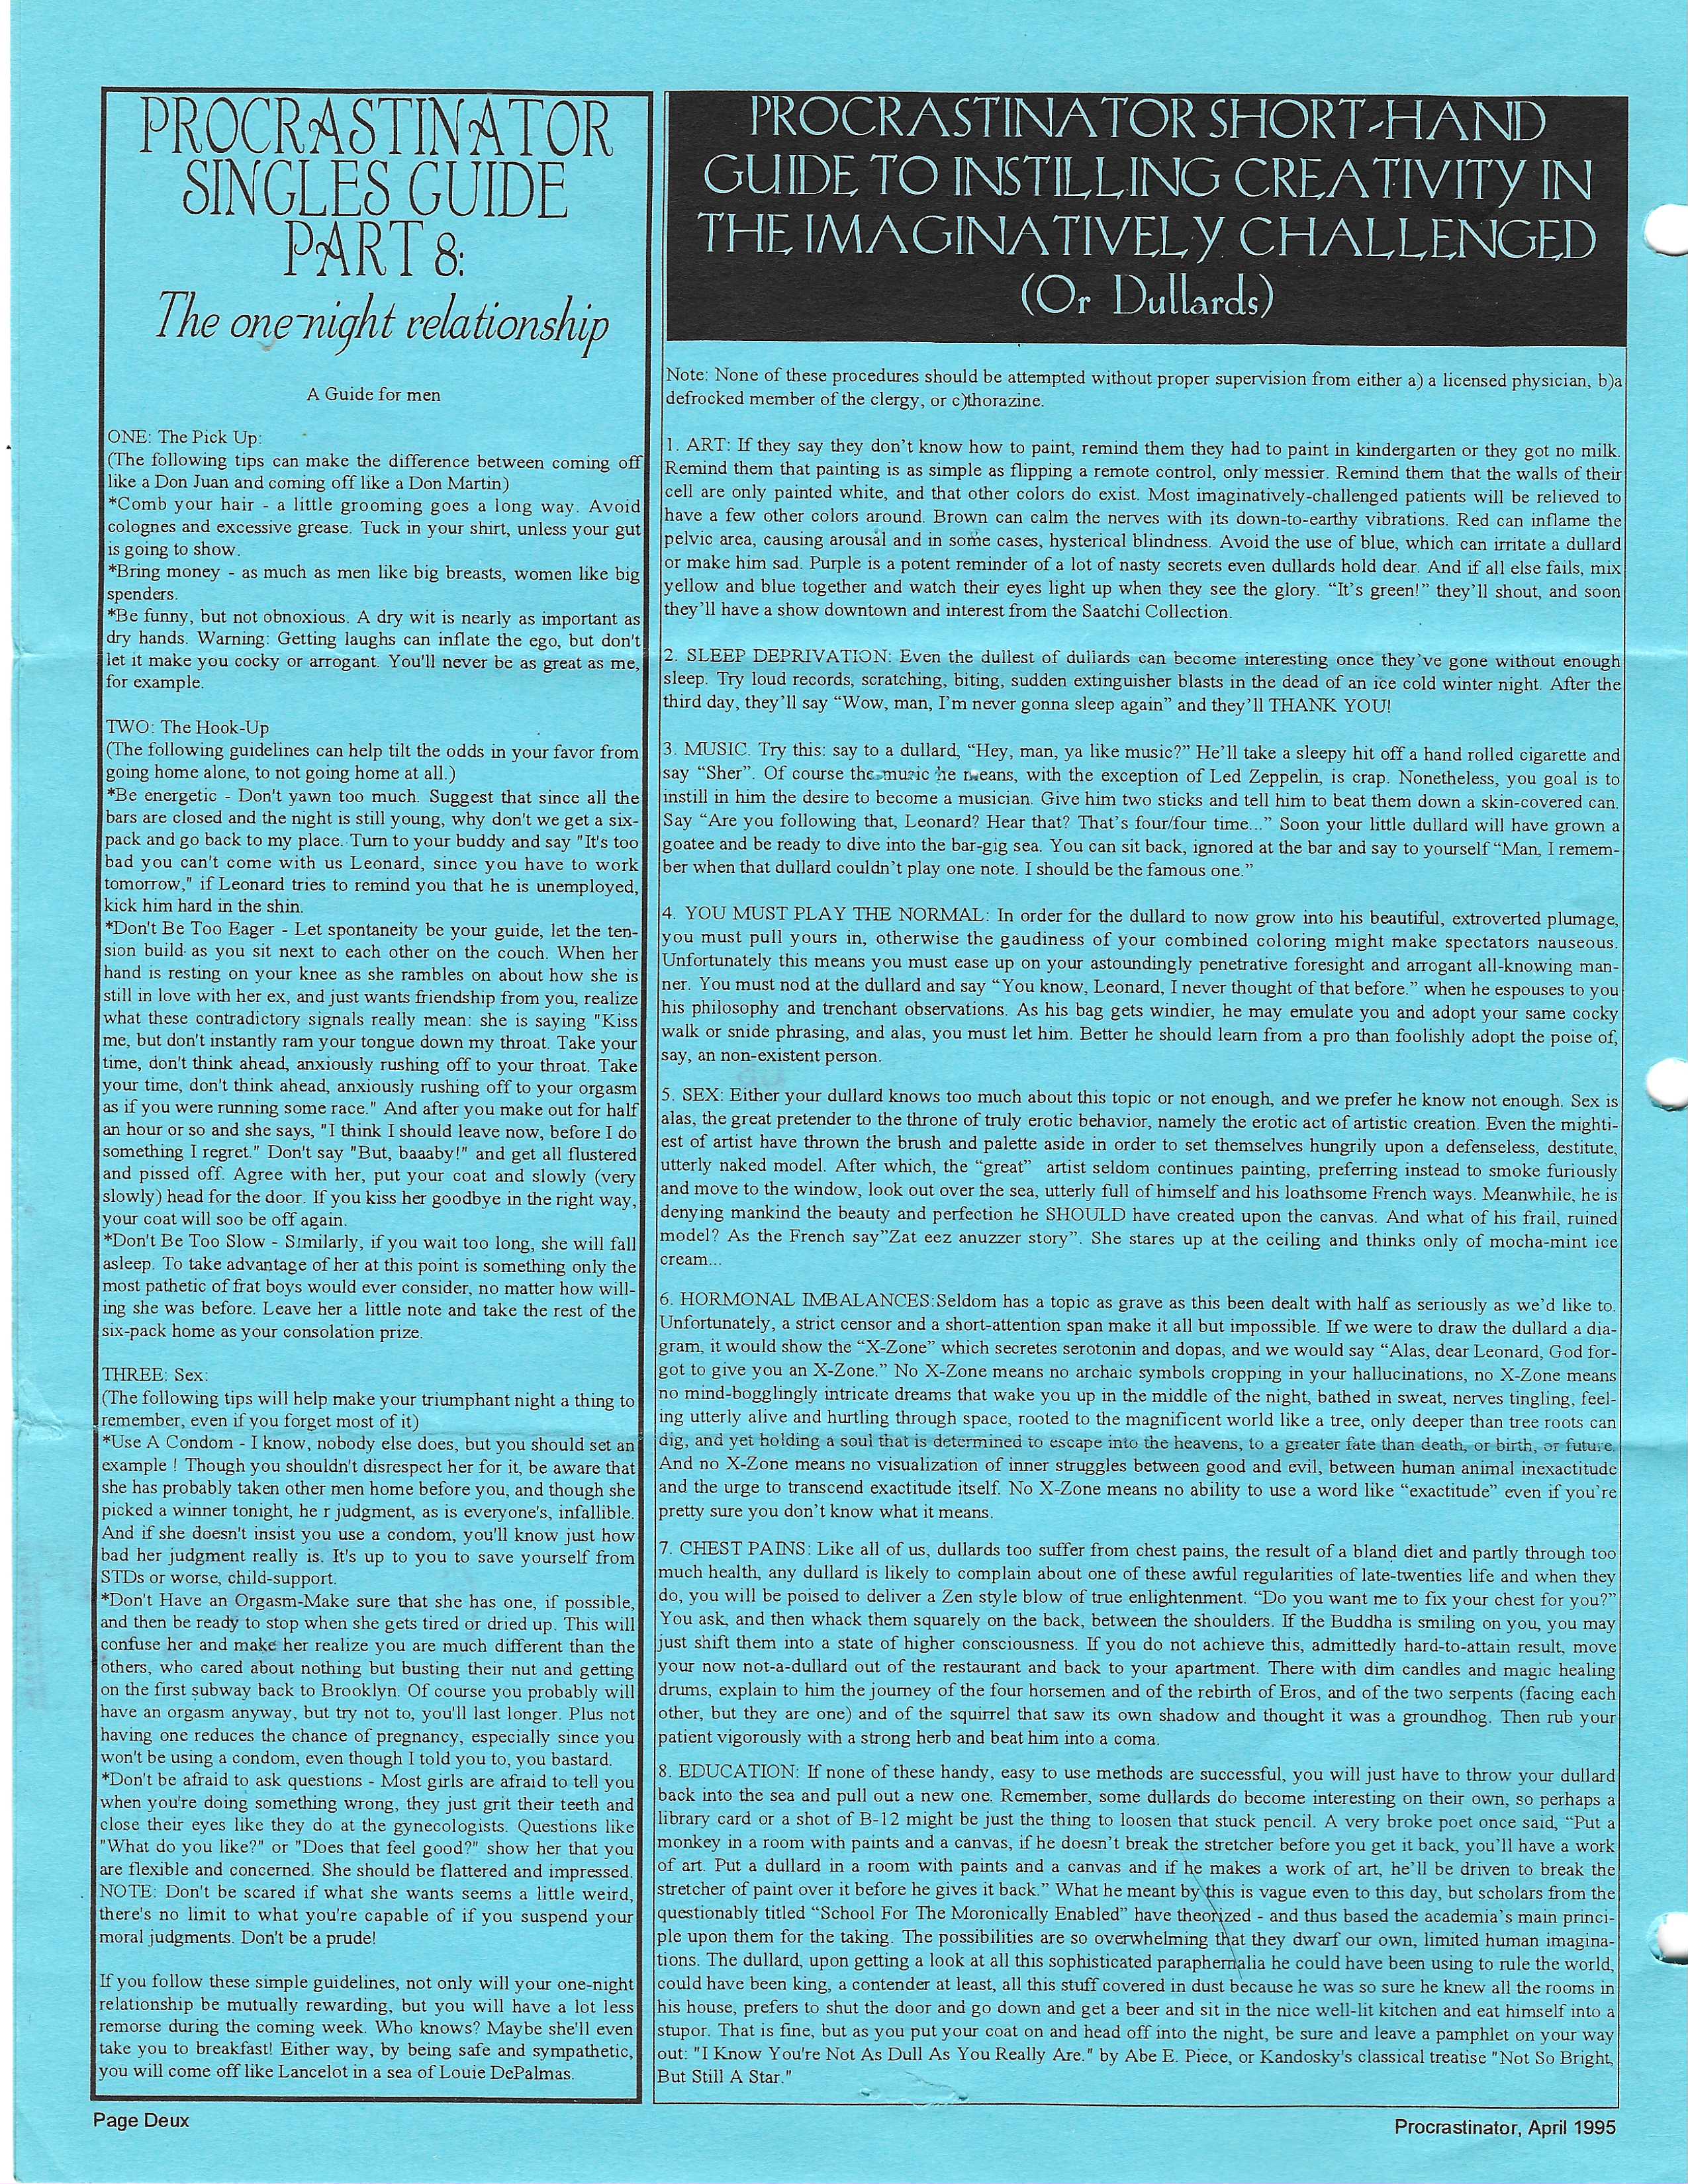 PROCRASTINATOR
SINGLES GUIDE
PART 8:
The one-night relationship
A Guide for men
ONE: The Pick Up:
(The following tips can make the difference between coming off
like a Don Juan and coming off like a Don Martin)
*Comb your hair - a little grooming goes a long way. Avoid
colognes and excessive grease. Tuck in your shirt, unless your gut
is going to show.
*Bring money - as much as men like big breasts, women like big
spenders.
*Be funny, but not obnoxious. A dry wit is nearly as important as
dry hands. Warning: Getting laughs can inflate the ego, but don't
let it make you cocky or arrogant. You'll never be as great as me,
for example.
TWO: The Hook-Up
(The following guidelines can help tilt the odds in your favor from
going home alone, to not going home at all.)
*Be energetic - Don't yawn too much. Suggest that since all the
bars are closed and the night is still young, why don't we get a six-
pack and go back to my place. Turn to your buddy and say "It's too
bad you can't come with us Leonard, since you have to work
tomorrow," if Leonard tries to remind you that he is unemployed,
kick him hard in the shin.
*Don't Be Too Eager - Let spontaneity be your guide, let the ten-
sion build as you sit next to each other on the couch. When her
hand is resting on your knee as she rambles on about how she is
still in love with her ex, and just wants friendship from you, realize
what these contradictory signals really mean: she is saying "Kiss
me, but don't instantly ram your tongue down my throat. Take your
time, don't think ahead, anxiously rushing off to your throat. Take
your time, don't think ahead, anxiously rushing off to your orgasm
as if you were running some race." And after you make out for half
an hour or so and she says, "I think I should leave now, before I do
something I regret." Don't say "But, baaaby!" and get all flustered
and pissed off. Agree with her, put your coat and slowly (very
slowly) head for the door. If you kiss her goodbye in the right way,
your coat will soo be off again.
*Don't Be Too Slow - Similarly, if you wait too long, she will fall
asleep. To take advantage of her at this point is something only the
most pathetic of frat boys would ever consider, no matter how will-
ing she was before. Leave her a little note and take the rest of the
six-pack home as your consolation prize.
THREE: Sex:
(The following tips will help make your triumphant night a thing to
remember, even if you forget most of it)
*Use A Condom - I know, nobody else does, but you should set an
example ! Though you shouldn't disrespect her for it, be aware that
she has probably taken other men home before you, and though she
picked a winner tonight, he r judgment, as is everyone's, infallible.
And if she doesn't insist you use a condom, you'll know just how
bad her judgment really is. It's up to you to save yourself from
STDs or worse, child-support.
*Don't Have an Orgasm-Make sure that she has one, if possible,
and then be ready to stop when she gets tired or dried up. This will
confuse her and make her realize you are much different than the
others, who cared about nothing but busting their nut and getting
on the first subway back to Brooklyn. Of course you probably will
have an orgasm anyway, but try not to, you'll last longer. Plus not
having one reduces the chance of pregnancy, especially since you
won't be using a condom, even though I told you to, you bastard.
*Don't be afraid to ask questions - Most girls are afraid to tell you
when you're doing something wrong, they just grit their teeth and
close their eyes like they do at the gynecologists. Questions like
"What do you like?" or "Does that feel good?" show her that you
are flexible and concerned. She should be flattered and impressed.
NOTE: Don't be scared if what she wants seems a little weird,
there's no limit to what you're capable of if you suspend your
moral judgments. Don't be a prude!
If you follow these simple guidelines, not only will your one-night
relationship be mutually rewarding, but you will have a lot less
remorse during the coming week. Who knows? Maybe she'll even
take you to breakfast! Either way, by being safe and sympathetic,
you will come off like Lancelot in a sea of Louie DePalmas.
PROCRASTINATOR SHORT-HAND
GUIDE TO INSTILLING CREATIVITY IN
THE IMAGINATIVELY CHALLENGED
(Or Dullards)
Note: None of these procedures should be attempted without proper supervision from either a) a licensed physician, b)a
defrocked member of the clergy, or c)thorazine.
1. ART: If they say they don't know how to paint, remind them they had to paint in kindergarten or they got no milk.
Remind them that painting is as simple as flipping a remote control, only messier. Remind them that the walls of their
cell are only painted white, and that other colors do exist. Most imaginatively-challenged patients will be relieved to
have a few other colors around. Brown can calm the nerves with its down-to-earthy vibrations. Red can inflame the
pelvic area, causing arousal and in some cases, hysterical blindness. Avoid the use of blue, which can irritate a dullard
or make him sad. Purple is a potent reminder of a lot of nasty secrets even dullards hold dear. And if all else fails, mix
yellow and blue together and watch their eyes light up when they see the glory. “It's green!” they'll shout, and soon
they'll have a show downtown and interest from the Saatchi Collection.
2. SLEEP DEPRIVATION: Even the dullest of dullards can become interesting once they've gone without enough
sleep. Try loud records, scratching, biting, sudden extinguisher blasts in the dead of an ice cold winter night. After the
third day, they'll say “Wow, man, I'm never gonna sleep again” and they'll THANK YOU!
3. MUSIC. Try this: say to a dullard, “Hey, man, ya like music?” He'll take a sleepy hit off a hand rolled cigarette and
say “Sher”. Of course the music he means, with the exception of Led Zeppelin, is crap. Nonetheless, you goal is to
instill in him the desire to become a musician. Give him two sticks and tell him to beat them down a skin-covered can.
Say “Are you following that, Leonard? Hear that? That's four/four time...” Soon your little dullard will have grown a
goatee and be ready to dive into the bar-gig sea. You can sit back, ignored at the bar and say to yourself “Man, I remem-
ber when that dullard couldn't play one note. I should be the famous one.”
4. YOU MUST PLAY THE NORMAL: In order for the dullard to now grow into his beautiful, extroverted plumage,
you must pull yours in, otherwise the gaudiness of your combined coloring might make spectators nauseous.
Unfortunately this means you must ease up on your astoundingly penetrative foresight and arrogant all-knowing man-
ner. You must nod at the dullard and say “You know, Leonard, I never thought of that before.” when he espouses to you
his philosophy and trenchant observations. As his bag gets windier, he may emulate you and adopt your same cocky
walk or snide phrasing, and alas, you must let him. Better he should learn from a pro than foolishly adopt the poise of,
say, an non-existent person.
5. SEX: Either your dullard knows too much about this topic or not enough, and we prefer he know not enough. Sex is
alas, the great pretender to the throne of truly erotic behavior, namely the erotic act of artistic creation. Even the mighti-
est of artist have thrown the brush and palette aside in order to set themselves hungrily upon a defenseless, destitute,
utterly naked model. After which, the “great” artist seldom continues painting, preferring instead to smoke furiously
and move to the window, look out over the sea, utterly full of himself and his loathsome French ways. Meanwhile, he is
denying mankind the beauty and perfection he SHOULD have created upon the canvas. And what of his frail, ruined
model? As the French say”Zat eez anuzzer story”. She stares up at the ceiling and thinks only of mocha-mint ice
cream...
6. HORMONAL IMBALANCES:Seldom has a topic as grave as this been dealt with half as seriously as we'd like to.
Unfortunately, a strict censor and a short-attention span make it all but impossible. If we were to draw the dullard a dia-
gram, it would show the “X-Zone” which secretes serotonin and dopas, and we would say “Alas, dear Leonard, God for-
got to give you an X-Zone.” No X-Zone means no archaic symbols cropping in your hallucinations, no X-Zone means
no mind-bogglingly intricate dreams that wake you up in the middle of the night, bathed in sweat, nerves tingling, feel-
ing utterly alive and hurtling through space, rooted to the magnificent world like a tree, only deeper than tree roots can
dig, and yet holding a soul that is determined to escape into the heavens, to a greater fate than death, or birth, or future.
And no X-Zone means no visualization of inner struggles between good and evil, between human animal inexactitude
and the urge to transcend exactitude itself. No X-Zone means no ability to use a word like “exactitude” even if you're
pretty sure you don't know what it means.
7. CHEST PAINS: Like all of us, dullards too suffer from chest pains, the result of a bland diet and partly through too
much health, any dullard is likely to complain about one of these awful regularities of late-twenties life and when they
do, you will be poised to deliver a Zen style blow of true enlightenment. “Do you want me to fix your chest for you?”
You ask, and then whack them squarely on the back, between the shoulders. If the Buddha is smiling on you, you may
just shift them into a state of higher consciousness. If you do not achieve this, admittedly hard-to-attain result, move
your now not-a-dullard out of the restaurant and back to your apartment. There with dim candles and magic healing
drums, explain to him the journey of the four horsemen and of the rebirth of Eros, and of the two serpents (facing each
other, but they are one) and of the squirrel that saw its own shadow and thought it was a groundhog. Then rub your
patient vigorously with a strong herb and beat him into a coma.
8. EDUCATION: If none of these handy, easy to use methods are successful, you will just have to throw your dullard
back into the sea and pull out a new one. Remember, some dullards do become interesting on their own, so perhaps a
library card or a shot of B-12 might be just the thing to loosen that stuck pencil. A very broke poet once said, “Put a
monkey in a room with paints and a canvas, if he doesn't break the stretcher before you get it back, you'll have a work
of art. Put a dullard in a room with paints and a canvas and if he makes a work of art, he'll be driven to break the
stretcher of paint over it before he gives it back.” What he meant by this is vague even to this day, but scholars from the
questionably titled “School For The Moronically Enabled” have theorized - and thus based the academia's main princi-
ple upon them for the taking. The possibilities are so overwhelming that they dwarf our own, limited human imagina-
tions. The dullard, upon getting a look at all this sophisticated paraphernalia he could have been using to rule the world,
could have been king, a contender at least, all this stuff covered in dust because he was so sure he knew all the rooms in
his house, prefers to shut the door and go down and get a beer and sit in the nice well-lit kitchen and eat himself into a
stupor. That is fine, but as you put your coat on and head off into the night, be sure and leave a pamphlet on your way
out: "I Know You're Not As Dull As You Really Are." by Abe E. Piece, or Kandosky's classical treatise "Not So Bright,
But Still A Star."
Page Deux
Procrastinator, April 1995